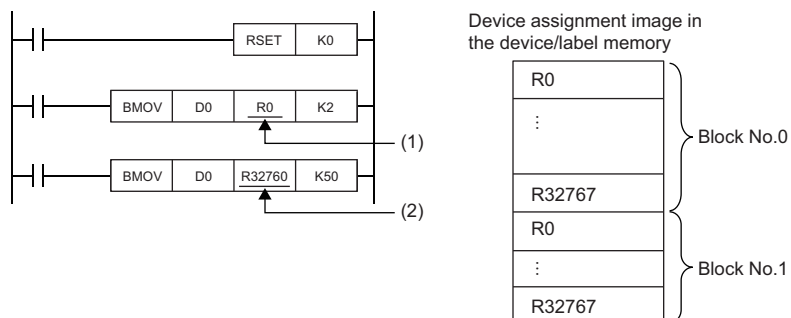 RSET K0
BMOV D0 R0 K2
(1)
BMOV D0 R32760 K50
(2)
Device assignment image in
the device/label memory
R0
⋮
Block No.0
R32767
R0
⋮
Block No.1
R32767